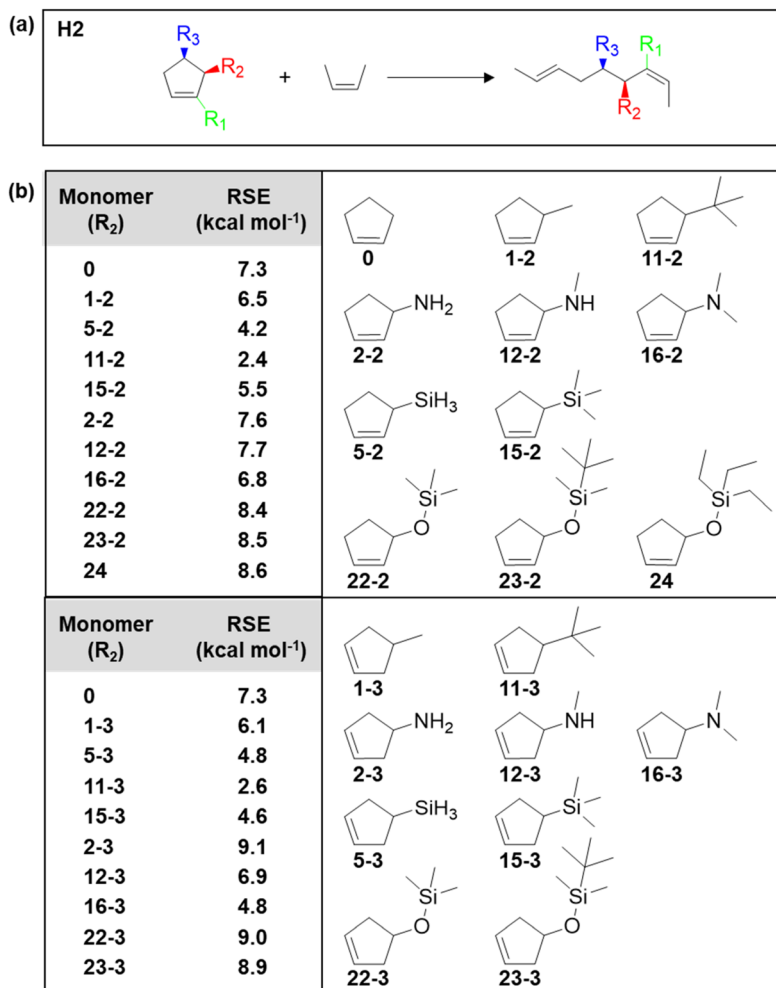 (a)
H2
R3
R2
R1
+
R3
R1
R2
(b)
Monomer (R2) RSE (kcal mol-1)
0 7.3
1-2 6.5
5-2 4.2
11-2 2.4
15-2 5.5
2-2 7.6
12-2 7.7
16-2 6.8
22-2 8.4
23-2 8.5
24 8.6
0
1-2
11-2
NH2
NH
N
2-2
12-2
16-2
SiH3
Si
5-2
15-2
Si
Si
Si
O
O
O
22-2
23-2
24
Monomer (R2) RSE (kcal mol-1)
0 7.3
1-3 6.1
5-3 4.8
11-3 2.6
15-3 4.6
2-3 9.1
12-3 6.9
16-3 4.8
22-3 9.0
23-3 8.9
1-3
11-3
NH2
NH
N
2-3
12-3
16-3
SiH3
Si
5-3
15-3
Si
Si
O
O
22-3
23-3